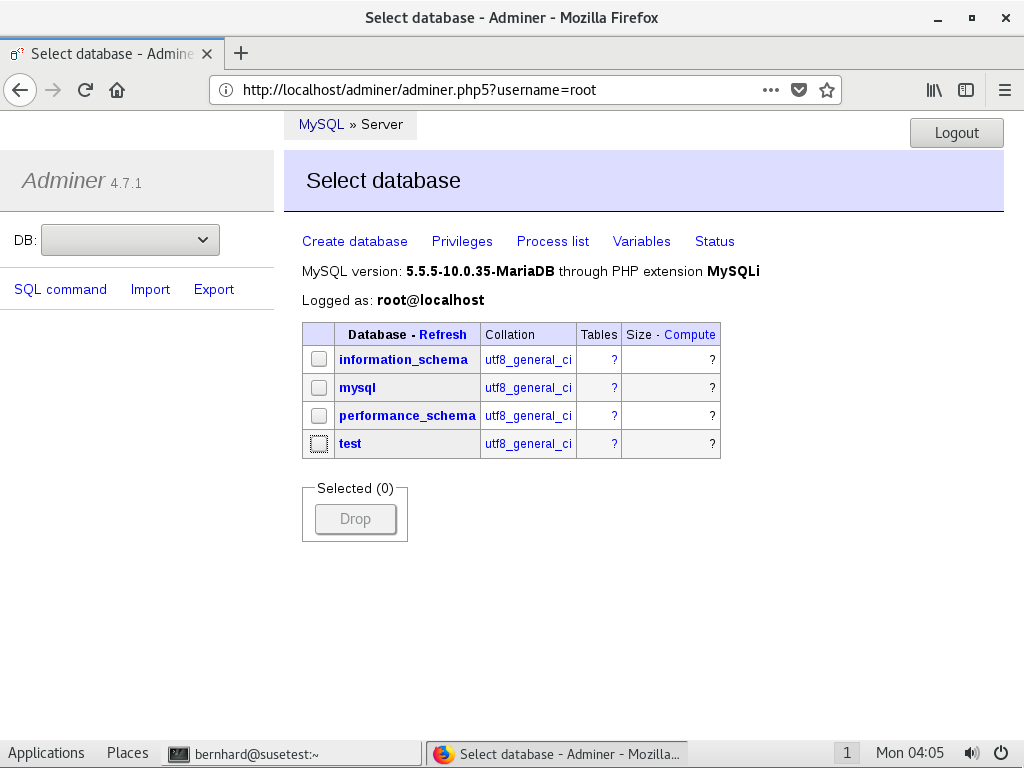 Select database - Adminer - Mozilla Firefox
Select database - Admine
http://localhost/adminer/adminer.php5?username=root
MySQL » Server
Logout
Adminer 4.7.1
Select database
DB:
Create database Privileges Process list Variables Status
MySQL version: 5.5.5-10.0.35-MariaDB through PHP extension MySQLi
SQL command Import Export
Logged as: root@localhost
Database - Refresh Collation Tables Size - Compute
information_schema utf8_general_ci ? ?
mysql utf8_general_ci ? ?
performance_schema utf8_general_ci ? ?
test utf8_general_ci ? ?
Selected (0)
Drop
Applications Places bernhard@susetest:~ Select database - Adminer - Mozilla... 1 Mon 04:05